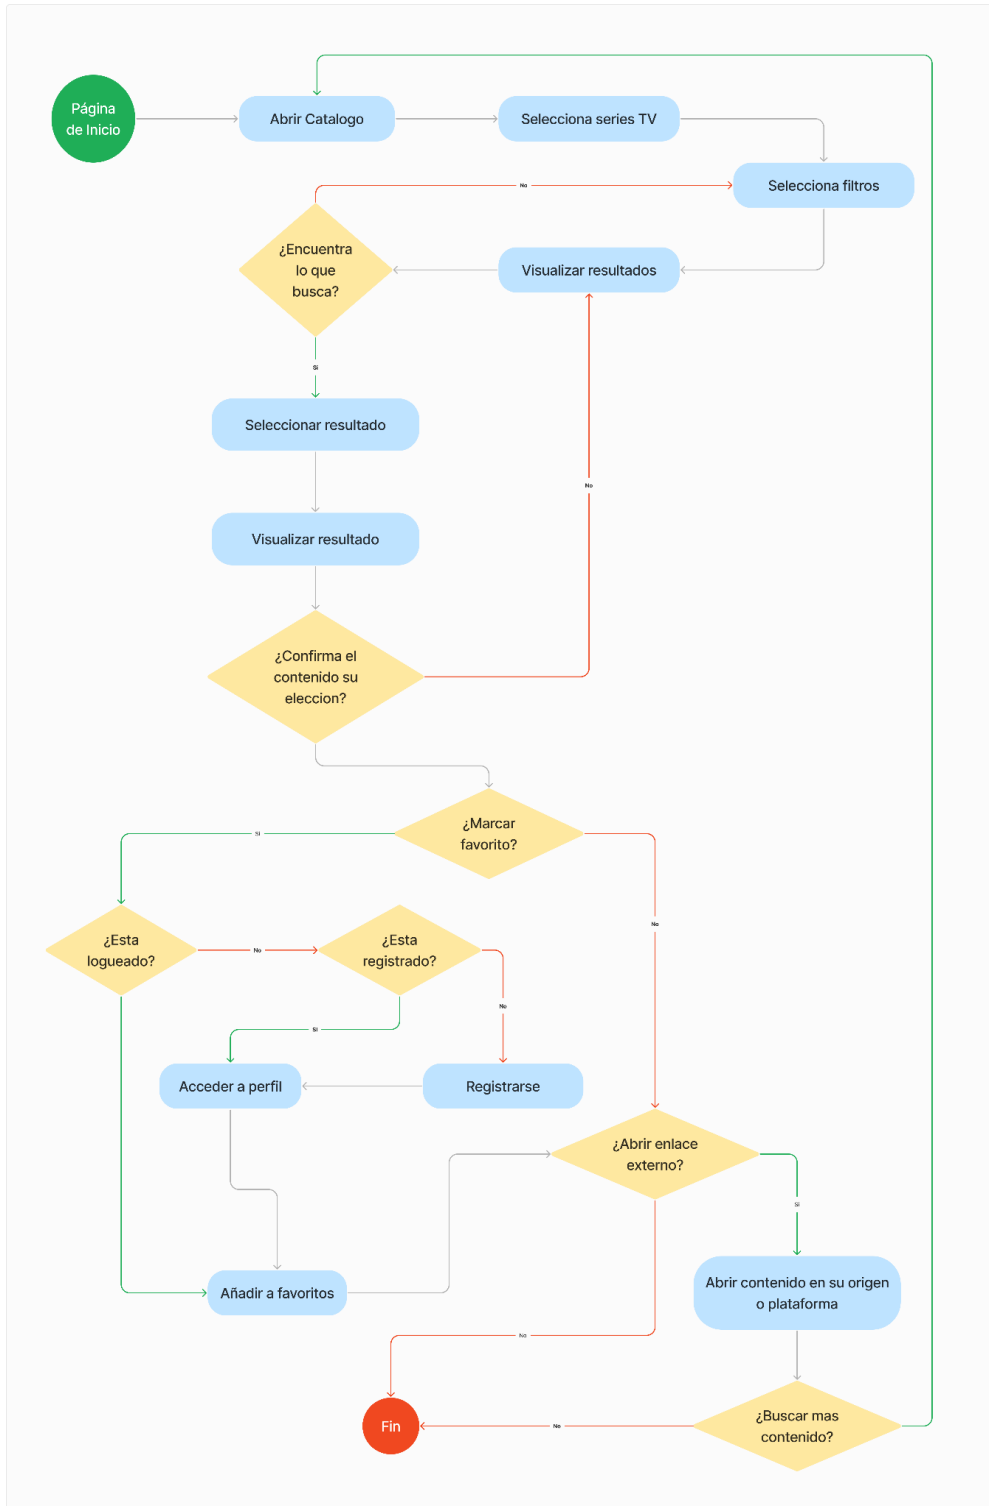 Página
de Inicio
Abrir Catalogo
Selecciona series TV
Selecciona filtros
No
¿Encuentra
lo que
busca?
Visualizar resultados
Si
Seleccionar resultado
No
Visualizar resultado
¿Confirma el
contenido su
eleccion?
¿Marcar
favorito?
Si
No
¿Esta
logueado?
No
¿Esta
registrado?
No
Si
Acceder a perfil
Registrarse
¿Abrir enlace
externo?
Si
Añadir a favoritos
Abrir contenido en su origen
o plataforma
No
Fin
No
¿Buscar mas
contenido?